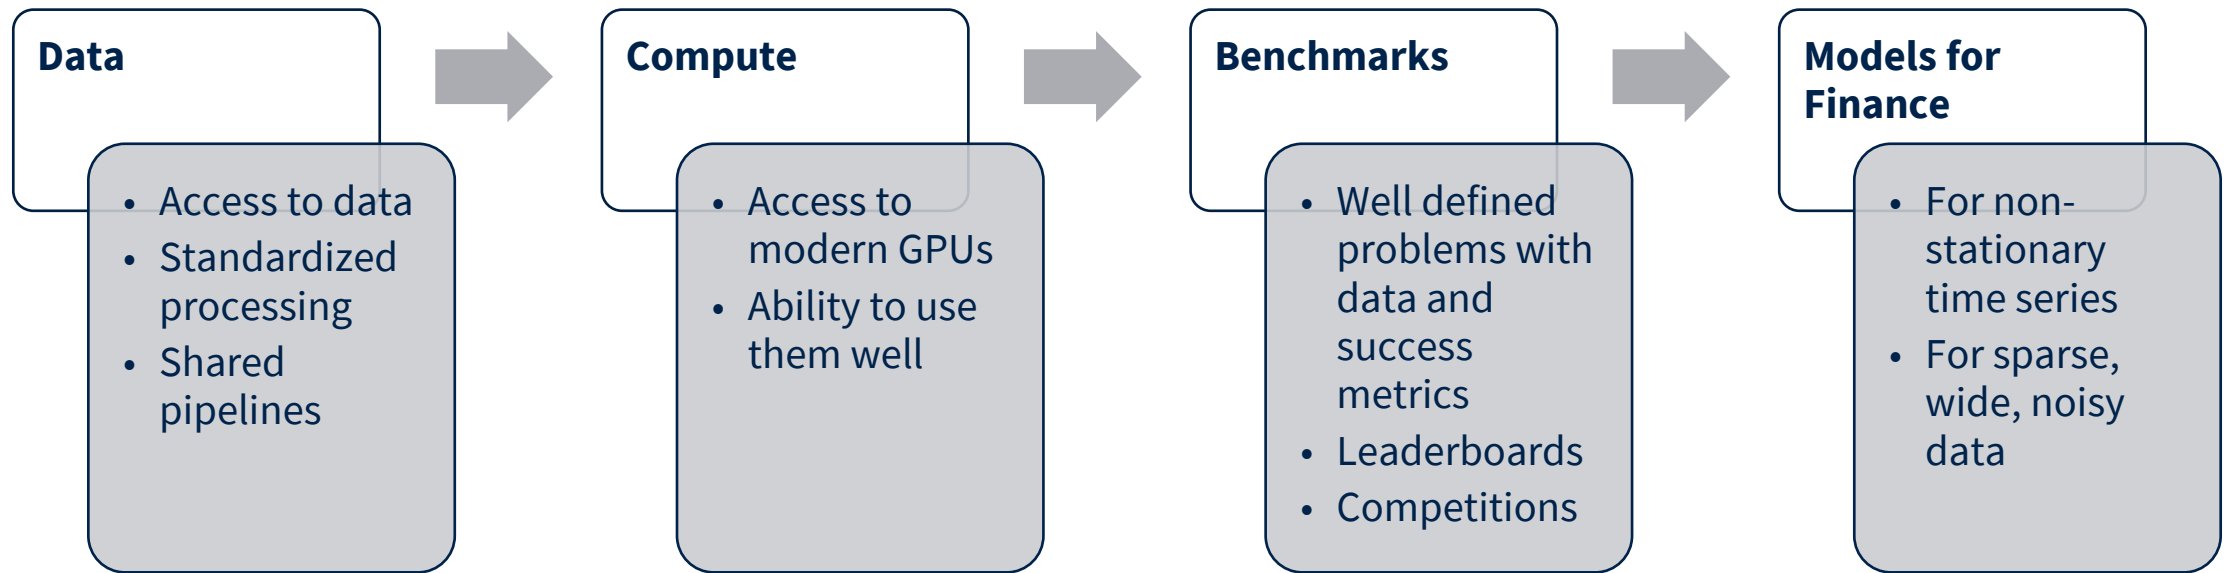 Data
• Access to data
• Standardized
processing
• Shared
pipelines
Compute
• Access to
modern GPUs
• Ability to use
them well
Benchmarks
• Well defined
problems with
data and
success
metrics
• Leaderboards
• Competitions
Models for
Finance
• For non-
stationary
time series
• For sparse,
wide, noisy
data